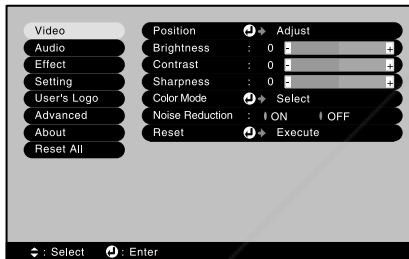 Video
Audio
Effect
Setting
User's Logo
Advanced
About
Reset All
Position Adjust
Brightness : 0 - +
Contrast : 0 - +
Sharpness : 0 - +
Color Mode Select
Noise Reduction : ON OFF
Reset Execute
: Select : Enter